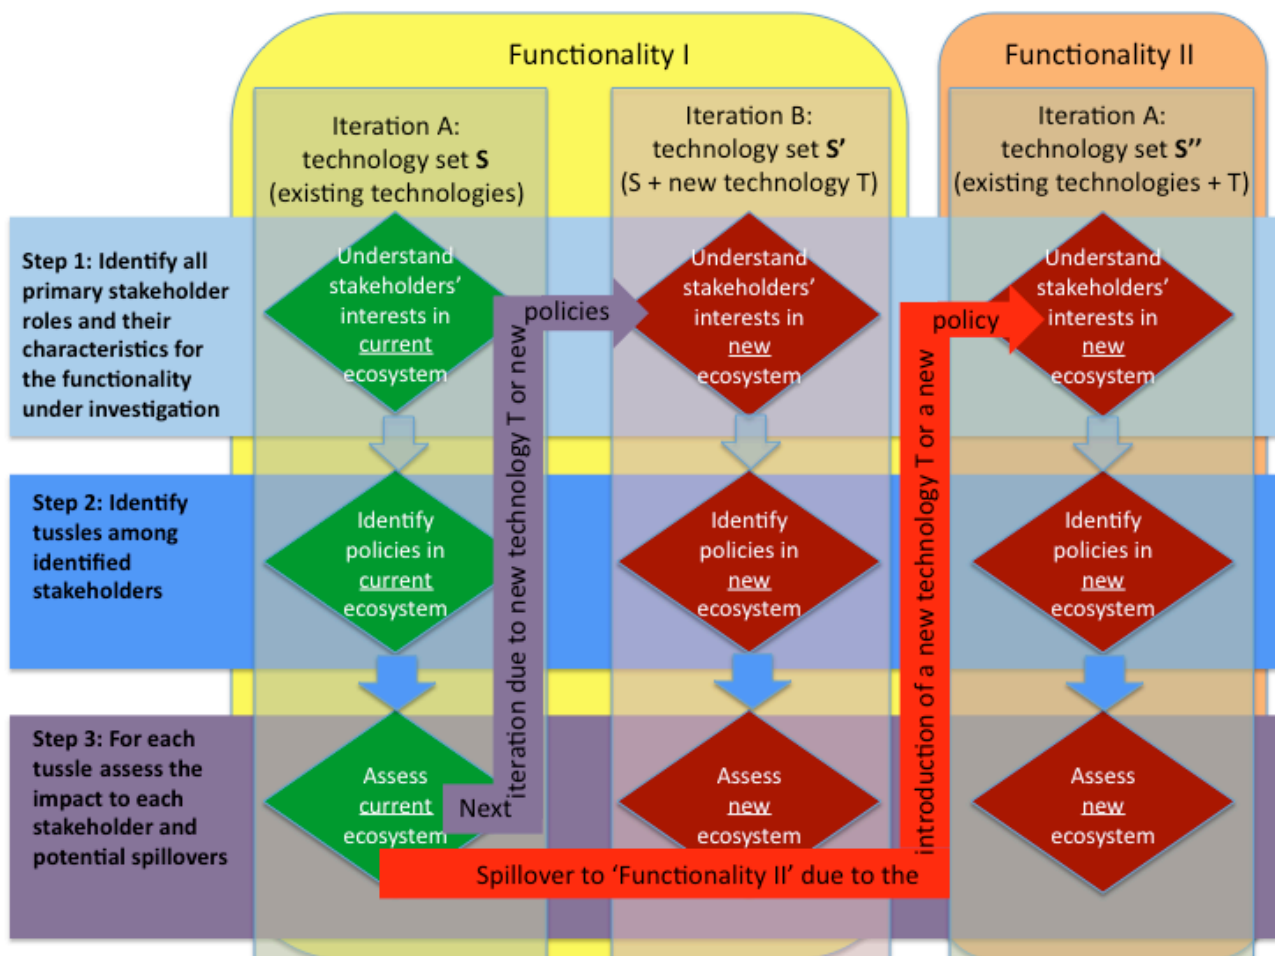 Functionality I
Functionality II
Iteration A:
technology set S
(existing technologies)
Iteration B:
technology set S’
(S + new technology T)
Iteration A:
technology set S’’
(existing technologies + T)
Step 1: Identify all
primary stakeholder
roles and their
characteristics for
the functionality
under investigation
Understand
stakeholders’
interests in
current
ecosystem
Understand
stakeholders’
interests in
new
ecosystem
Understand
stakeholders’
interests in
new
ecosystem
Step 2: Identify
tussles among
identified
stakeholders
Identify
policies in
current
ecosystem
Identify
policies in
new
ecosystem
Identify
policies in
new
ecosystem
Step 3: For each
tussle assess the
impact to each
stakeholder and
potential spillovers
Assess
current
ecosystem
Assess
new
ecosystem
Assess
new
ecosystem
Next
iteration due to new technology T or new
policies
Spillover to ‘Functionality II’ due to the
introduction of a new technology T or a new
policy